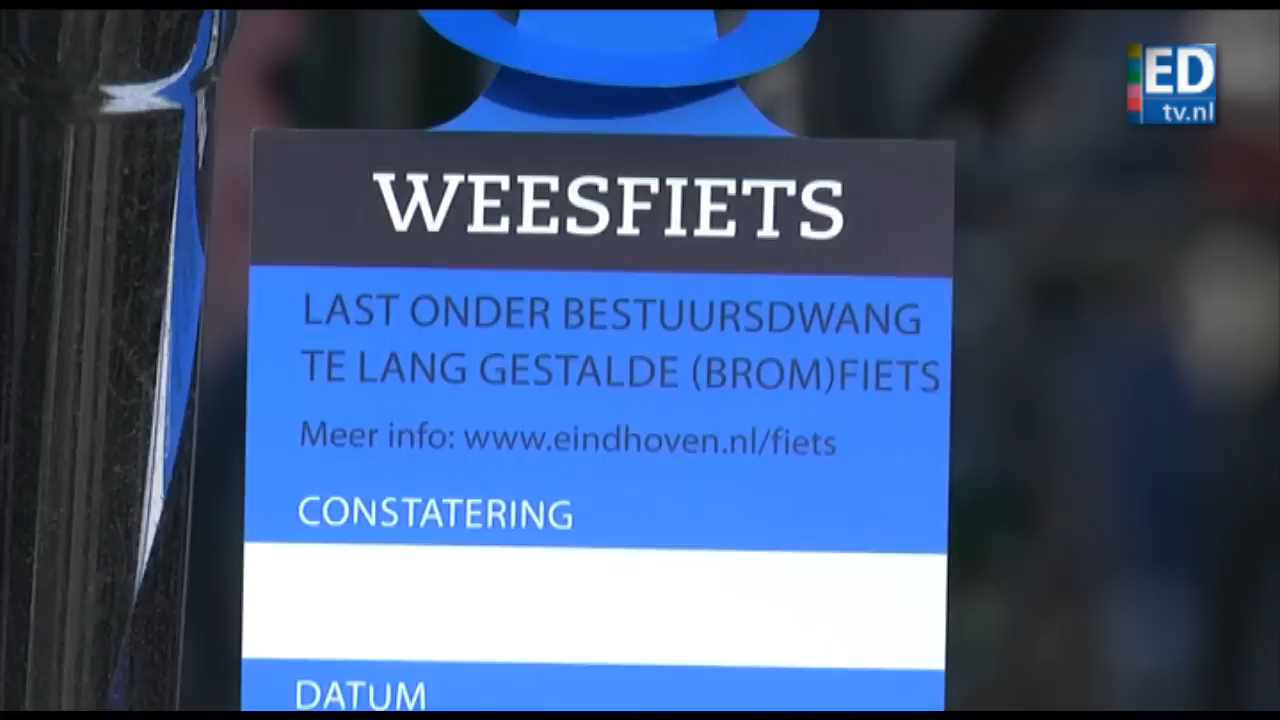 ED
tv.nl
WEESFIETS
LAST ONDER BESTUURSDWANG
TE LANG GESTALDE (BROM)FIETS
Meer info: www.eindhoven.nl/fiets
CONSTATERING
DATUM